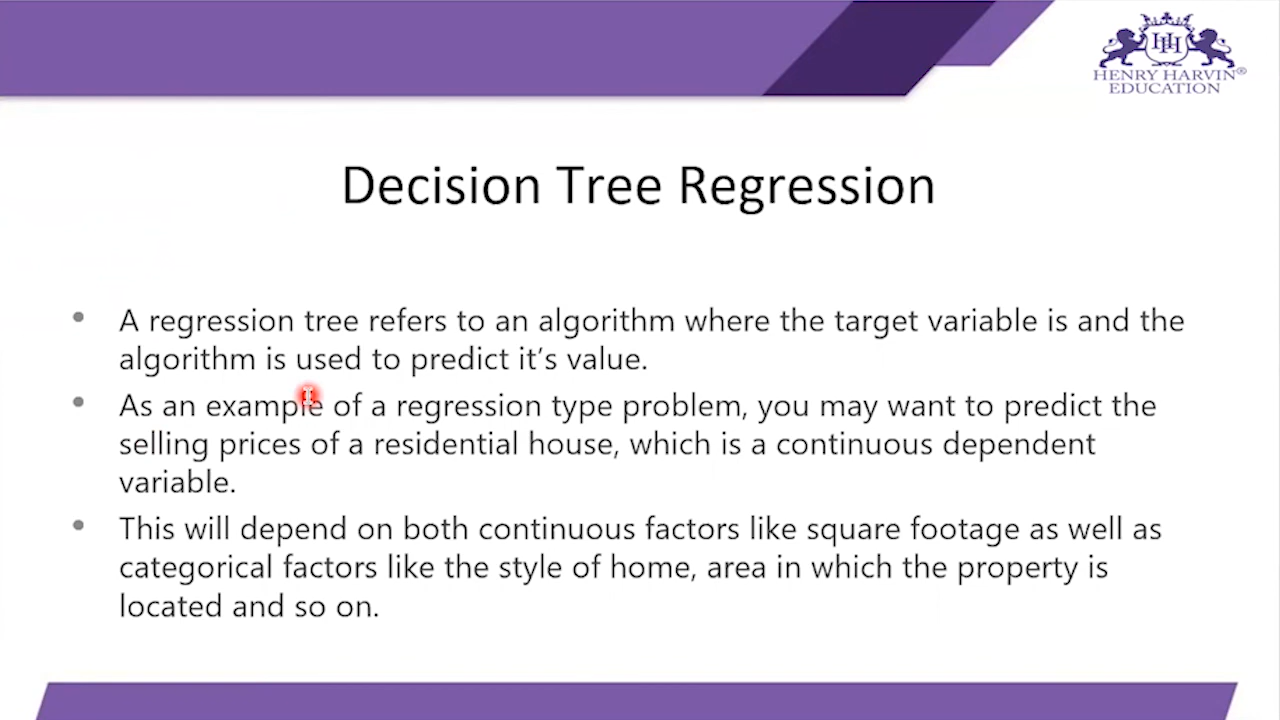 HENRY HARVIN®
EDUCATION
Decision Tree Regression
• A regression tree refers to an algorithm where the target variable is and the
algorithm is used to predict it’s value.
• As an example of a regression type problem, you may want to predict the
selling prices of a residential house, which is a continuous dependent
variable.
• This will depend on both continuous factors like square footage as well as
categorical factors like the style of home, area in which the property is
located and so on.